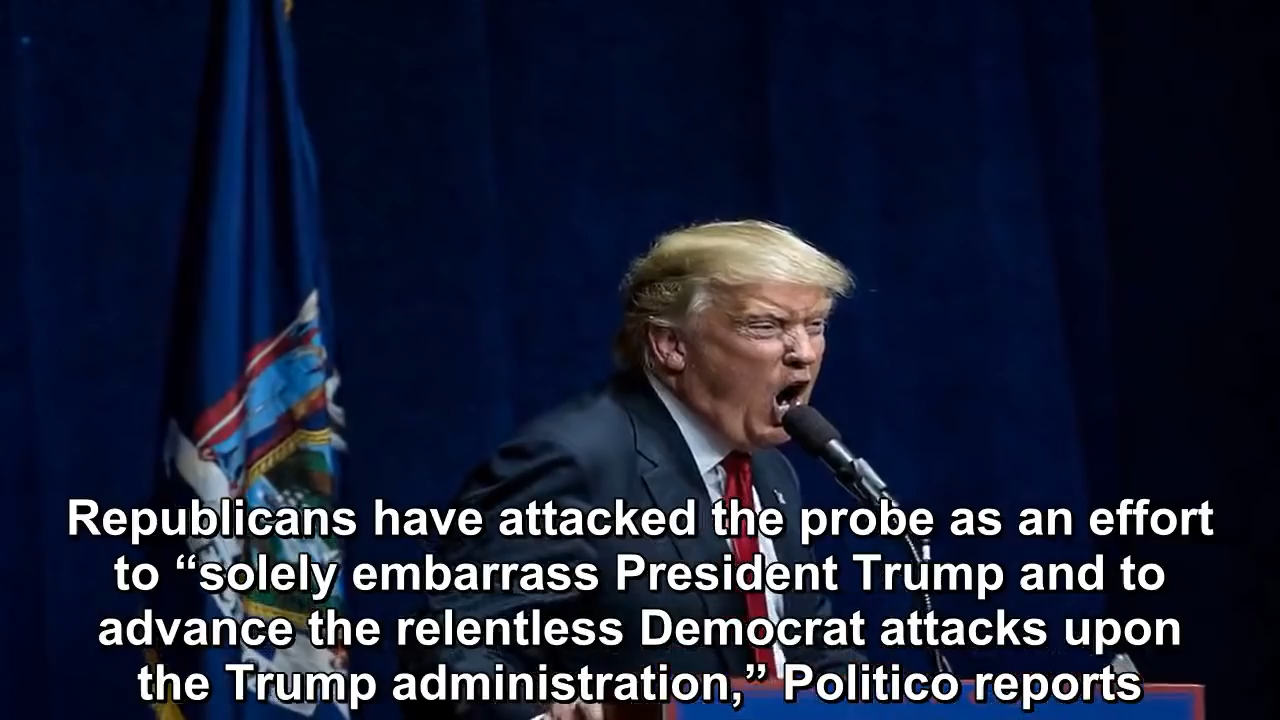 Republicans have attacked the probe as an effort
to “solely embarrass President Trump and to
advance the relentless Democrat attacks upon
the Trump administration,” Politico reports